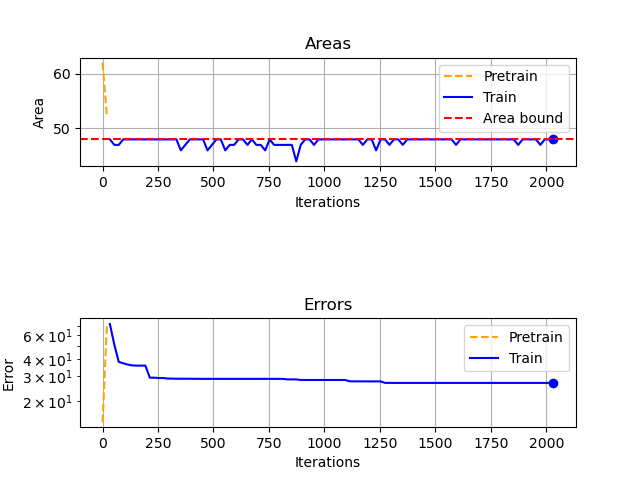 Areas
Area
60
50
Pretrain
Train
Area bound
0 250 500 750 1000 1250 1500 1750 2000
Iterations
Errors
Error
6 × 10¹
4 × 10¹
3 × 10¹
2 × 10¹
Pretrain
Train
0 250 500 750 1000 1250 1500 1750 2000
Iterations